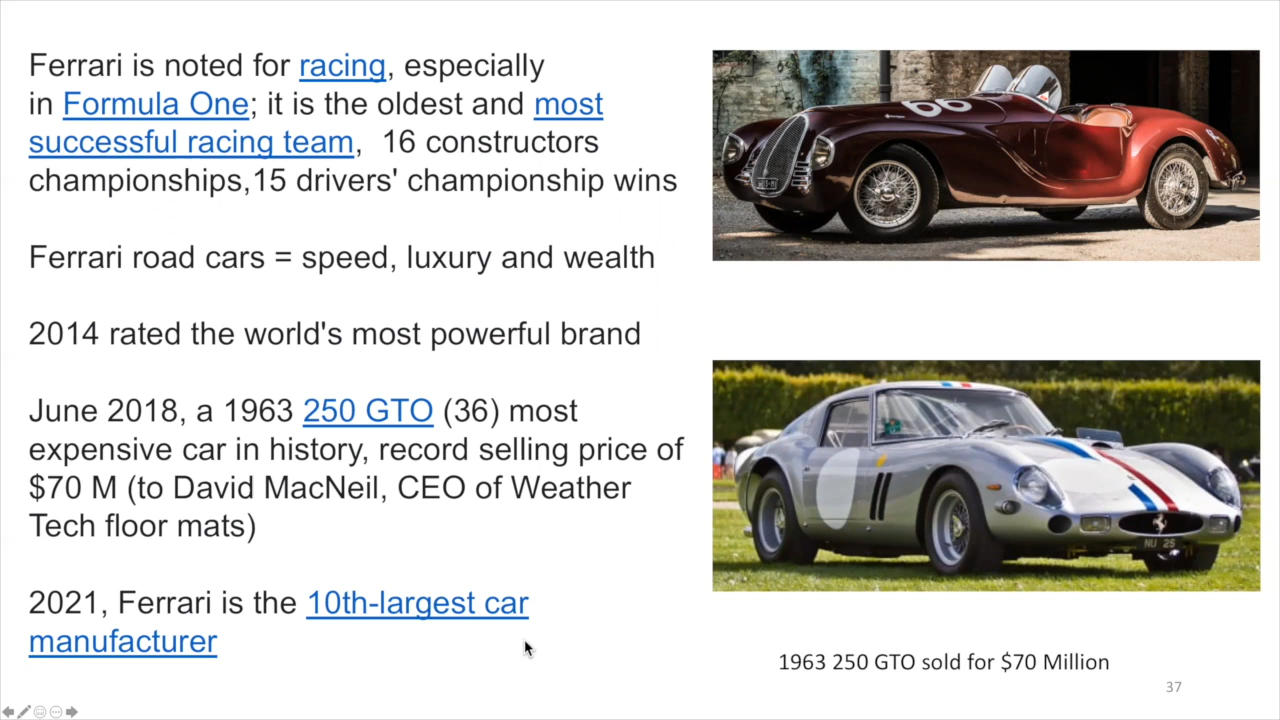 Ferrari is noted for racing, especially
in Formula One; it is the oldest and most
successful racing team,  16 constructors
championships,15 drivers' championship wins
Ferrari road cars = speed, luxury and wealth
2014 rated the world's most powerful brand
June 2018, a 1963 250 GTO (36) most
expensive car in history, record selling price of
$70 M (to David MacNeil, CEO of Weather
Tech floor mats)
2021, Ferrari is the 10th-largest car
manufacturer
66
NU 25
1963 250 GTO sold for $70 Million
37